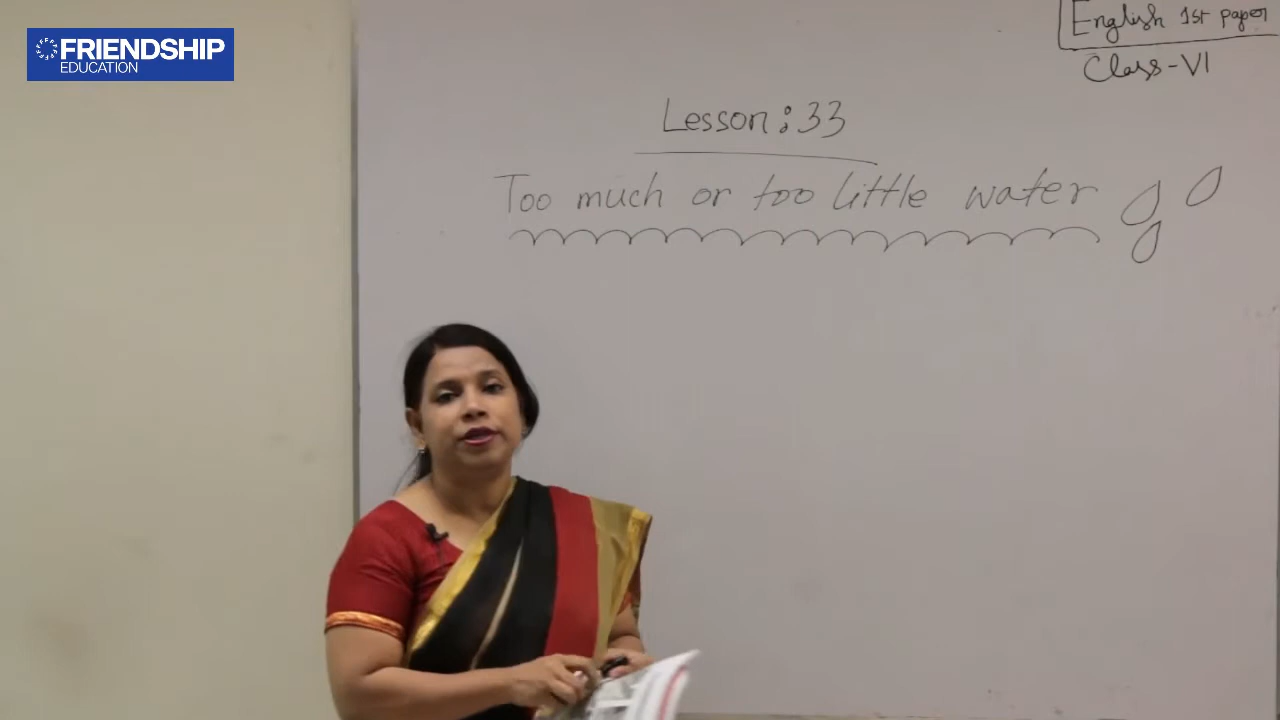 FRIENDSHIP
EDUCATION
English 1st paper
Class-VI
Lesson: 33
Too much or too little water